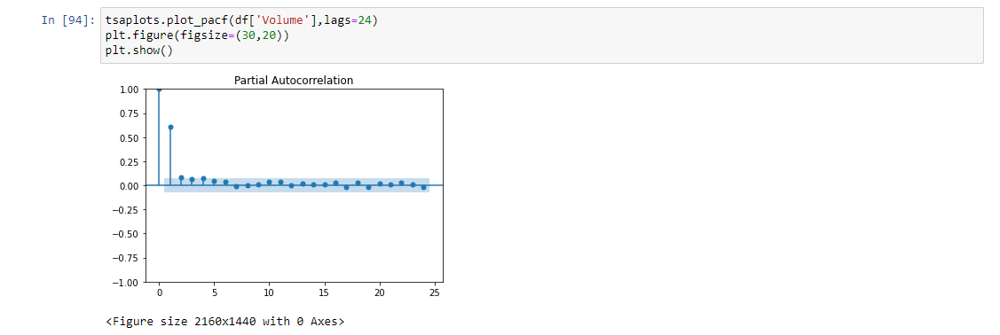 In [94]: tsaplots.plot_pacf(df['Volume'],lags=24)
plt.figure(figsize=(30,20))
plt.show()
Partial Autocorrelation
1.00
0.75
0.50
0.25
0.00
−0.25
−0.50
−0.75
−1.00
0 5 10 15 20 25
<Figure size 2160x1440 with 0 Axes>